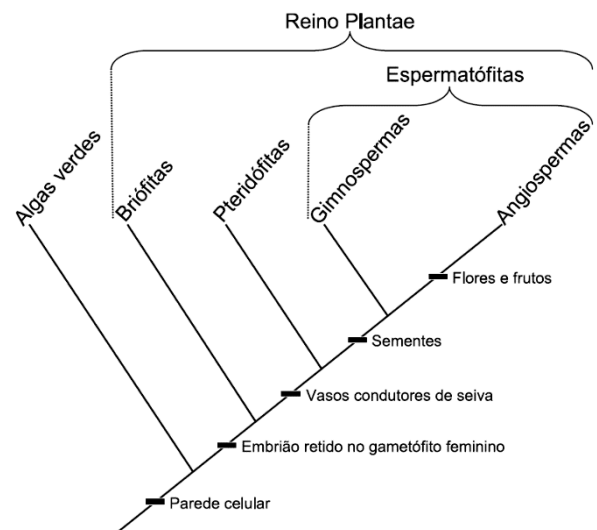 Reino Plantae
Espermatófitas
Algas verdes
Briófitas
Pteridófitas
Gimnospermas
Angiospermas
Flores e frutos
Sementes
Vasos condutores de seiva
Embrião retido no gametófito feminino
Parede celular